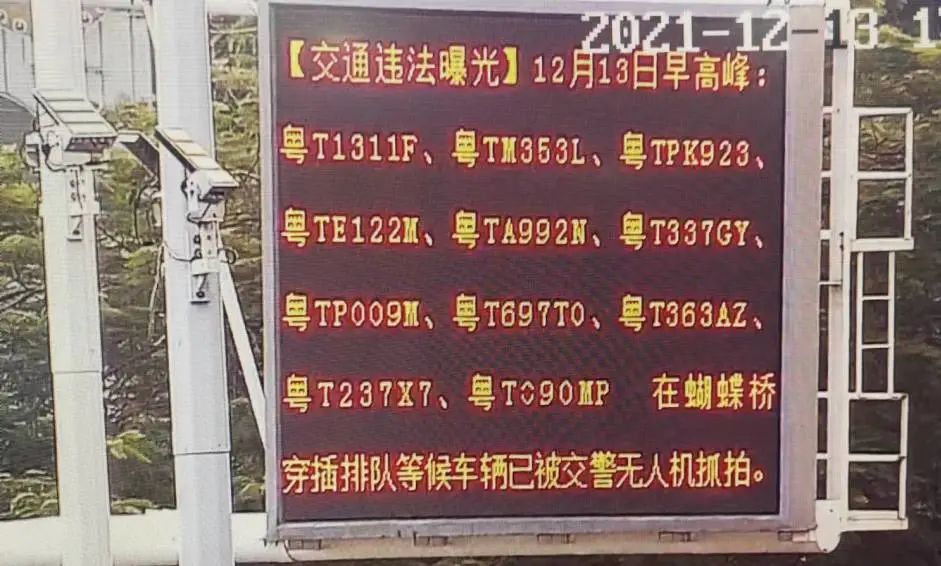 2021-12-13 1
【交通违法曝光】12月13日早高峰：
粤T1311F、粤TM353L、粤TPK923、
粤TE122M、粤TA992N、粤T337GY、
粤TP009M、粤T697T0、粤T363AZ、
粤T237X7、粤T090MP 在蝴蝶桥
穿插排队等候车辆已被交警无人机抓拍。